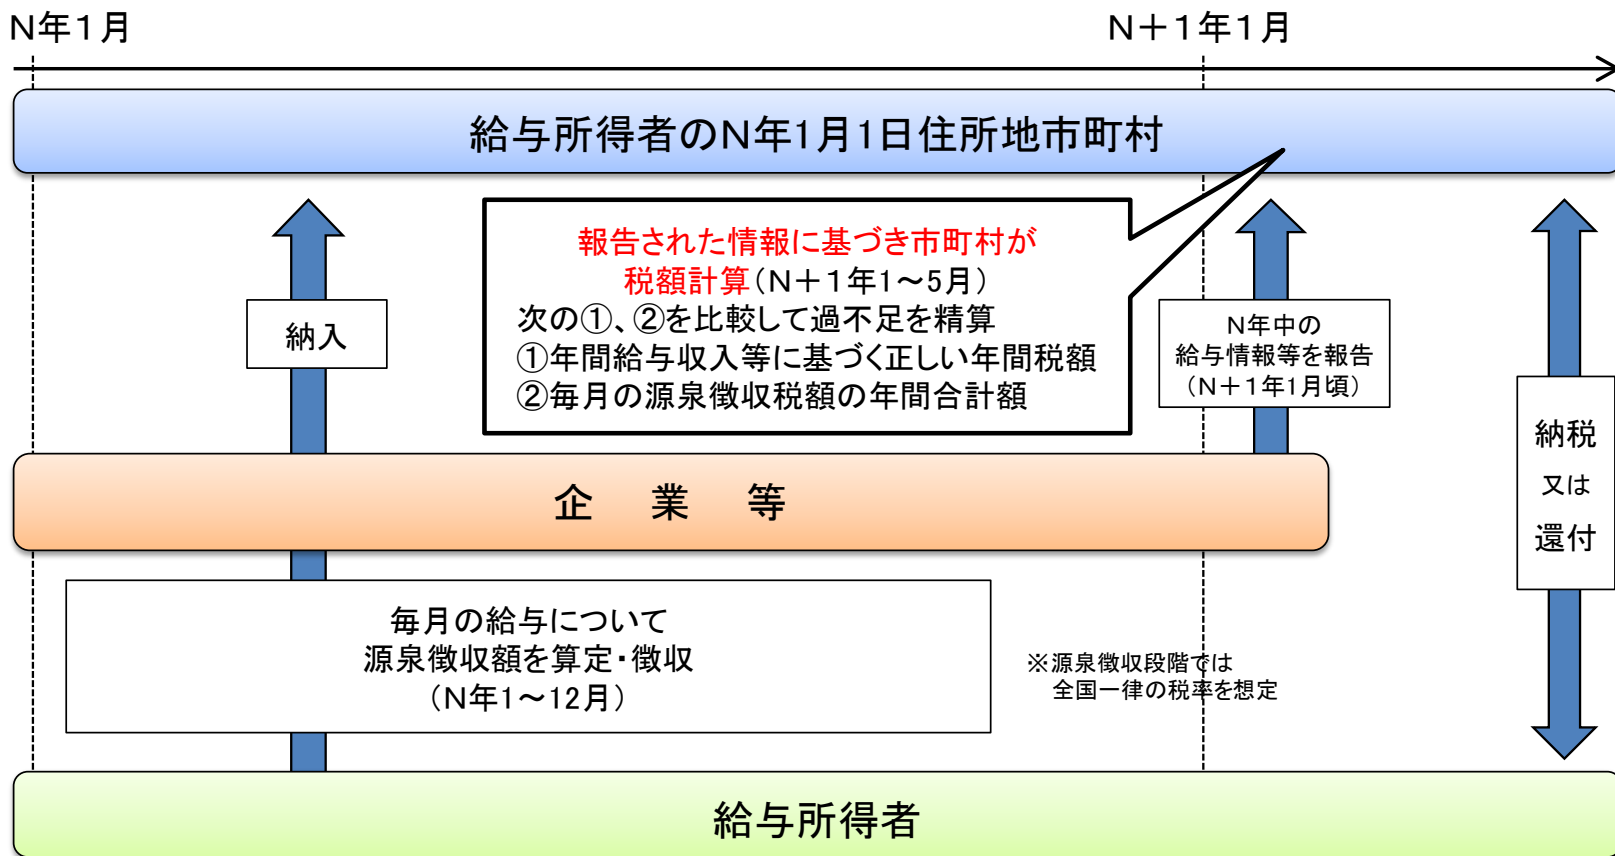 N年1月
N＋1年1月
給与所得者のN年1月1日住所地市町村
報告された情報に基づき市町村が
税額計算（N＋1年1～5月）
次の①、②を比較して過不足を精算
①年間給与収入等に基づく正しい年間税額
②毎月の源泉徴収税額の年間合計額
納入
N年中の
給与情報等を報告
（N＋1年1月頃）
納税
又は
還付
企　業　等
毎月の給与について
源泉徴収額を算定・徴収
（N年1～12月）
※源泉徴収段階では
全国一律の税率を想定
給与所得者